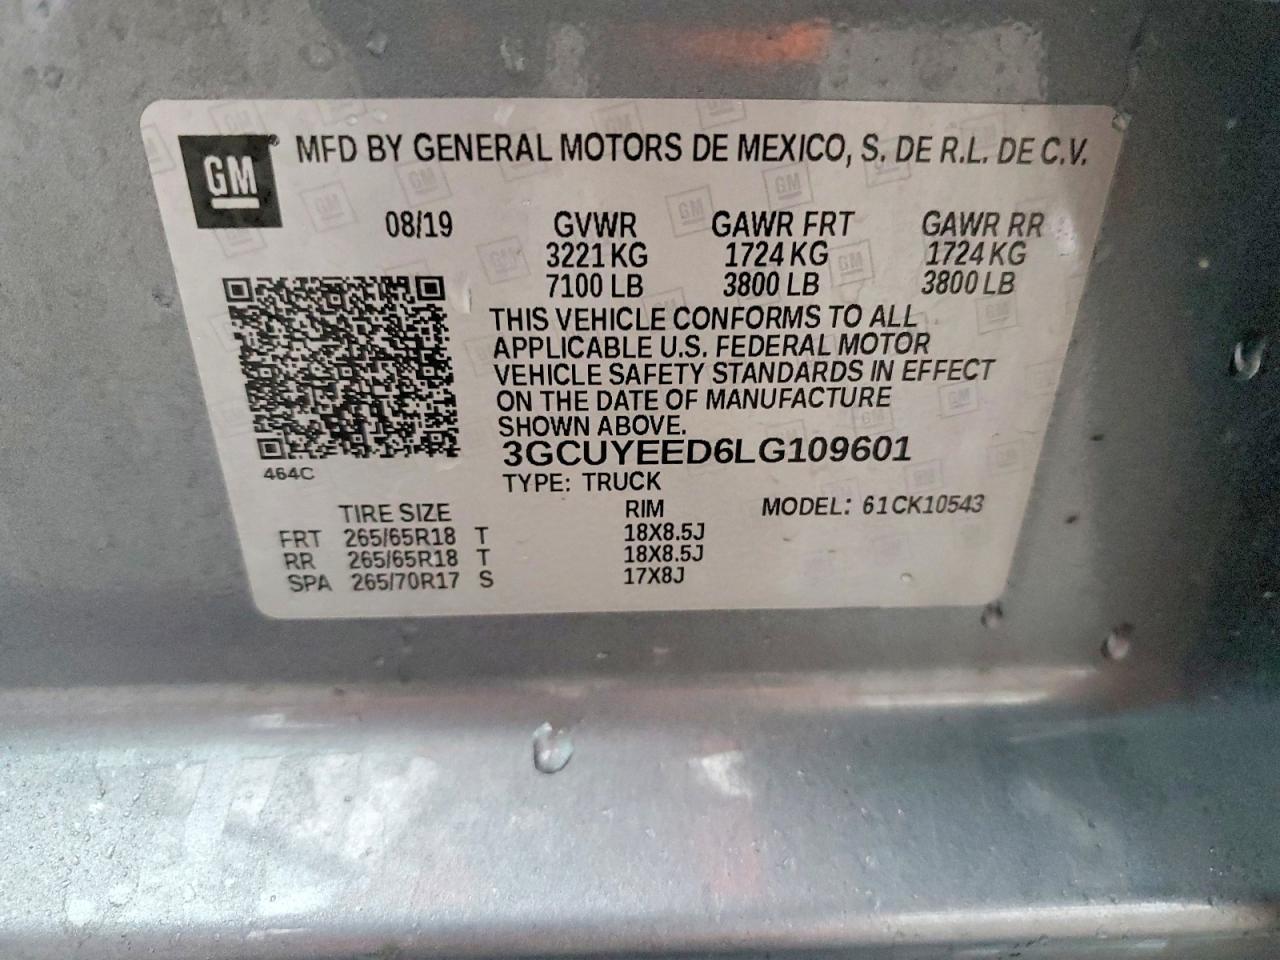 GM® MFD BY GENERAL MOTORS DE MEXICO, S. DE R.L. DE C.V.
08/19 GVWR GAWR FRT GAWR RR
3221 KG 1724 KG 1724 KG
7100 LB 3800 LB 3800 LB
THIS VEHICLE CONFORMS TO ALL
APPLICABLE U.S. FEDERAL MOTOR
VEHICLE SAFETY STANDARDS IN EFFECT
ON THE DATE OF MANUFACTURE
SHOWN ABOVE.
3GCUYEED6LG109601
464C
TYPE: TRUCK
TIRE SIZE RIM MODEL: 61CK10543
FRT 265/65R18 T 18X8.5J
RR 265/65R18 T 18X8.5J
SPA 265/70R17 S 17X8J